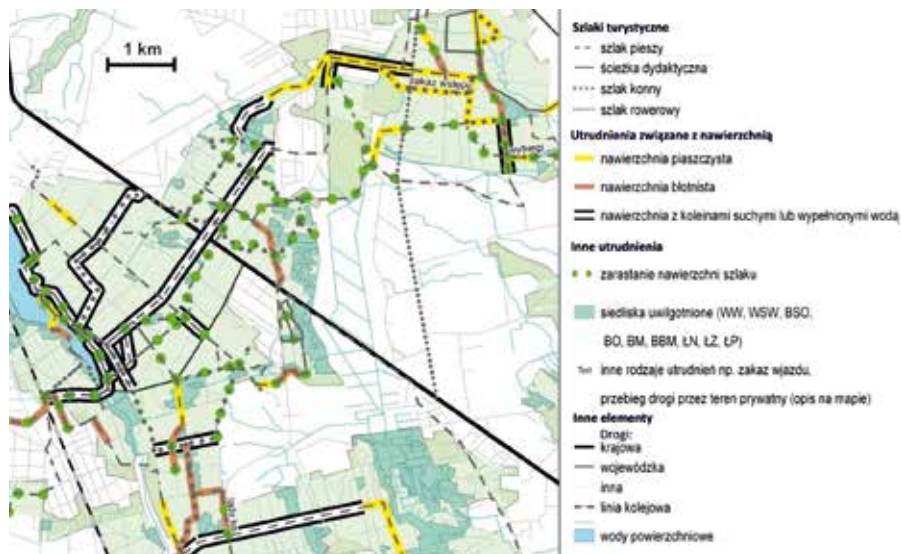 1 km
zakaz wstępu
Szlaki turystyczne
szlak pieszy
ścieżka dydaktyczna
szlak konny
szlak rowerowy
Utrudnienia związane z nawierzchnią
nawierzchnia piaszczysta
nawierzchnia błotnista
nawierzchnia z koleinami suchymi lub wypełnionymi wodą
Inne utrudnienia
zarastanie nawierzchni szlaku
siedliska uwilgotnione (WW, WSW, BSO,
BO, BM, BBM, ŁN, ŁZ, ŁP)
inne rodzaje utrudnień np. zakaz wjazdu,
przebieg drogi przez teren prywatny (opis na mapie)
Inne elementy
Drogi:
krajowa
wojewódzka
inna
linia kolejowa
wody powierzchniowe